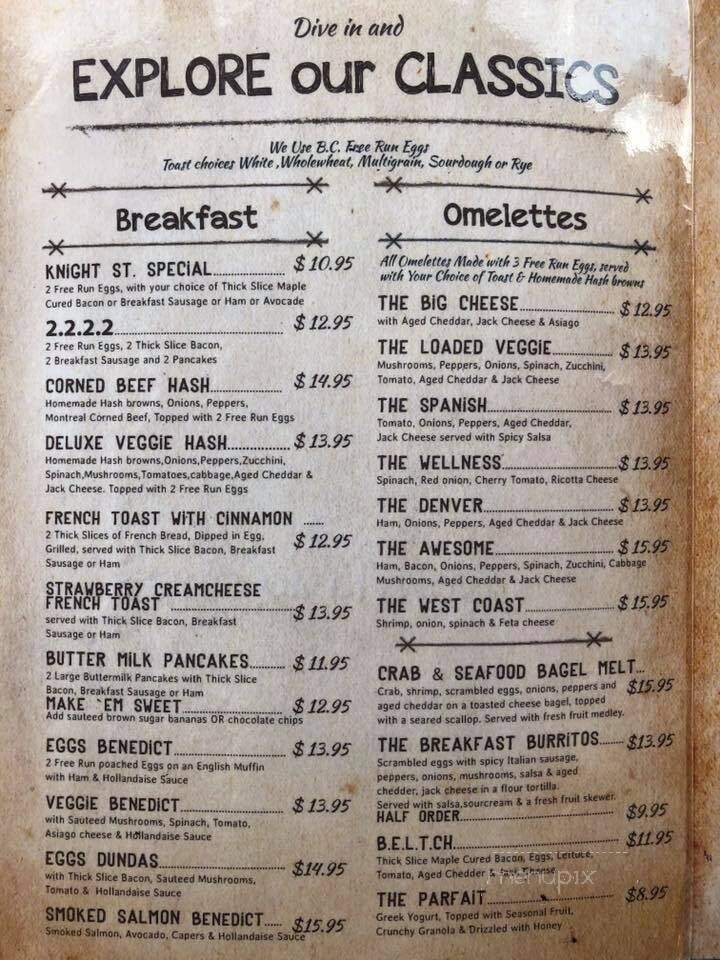 Dive in and
EXPLORE our CLASSICS
We Use B.C. Free Run Eggs
Toast choices White ,Wholewheat, Multigrain, Sourdough or Rye
Breakfast
KNIGHT ST. SPECIAL $10.95
2 Free Run Eggs, with your choice of Thick Slice Maple
Cured Bacon or Breakfast Sausage or Ham or Avocade
2.2.2.2 $12.95
2 Free Run Eggs, 2 Thick Slice Bacon,
2 Breakfast Sausage and 2 Pancakes
CORNED BEEF HASH $14.95
Homemade Hash browns, Onions, Peppers,
Montreal Corned Beef, Topped with 2 Free Run Eggs
DELUXE VEGGIE HASH $13.95
Homemade Hash browns,Onions,Peppers,Zucchini,
Spinach,Mushrooms,Tomatoes,cabbage,Aged Cheddar &
Jack Cheese. Topped with 2 Free Run Eggs
FRENCH TOAST WITH CINNAMON
2 Thick Slices of French Bread, Dipped in Egg,
Grilled, served with Thick Slice Bacon, Breakfast $12.95
Sausage or Ham
STRAWBERRY CREAMCHEESE
FRENCH TOAST $13.95
served with Thick Slice Bacon, Breakfast
Sausage or Ham
BUTTER MILK PANCAKES $11.95
2 Large Buttermilk Pancakes with Thick Slice
Bacon, Breakfast Sausage or Ham
MAKE `EM SWEET $12.95
Add sauteed brown sugar bananas OR chocolate chips
EGGS BENEDICT $13.95
2 Free Run poached Eggs on an English Muffin
with Ham & Hollandaise Sauce
VEGGIE BENEDICT $13.95
with Sauteed Mushrooms, Spinach, Tomato,
Asiago cheese & Hollandaise Sauce
EGGS DUNDAS $14.95
with Thick Slice Bacon, Sauteed Mushrooms,
Tomato & Hollandaise Sauce
SMOKED SALMON BENEDICT $15.95
Smoked Salmon, Avocado, Capers & Hollandaise Sauce
Omelettes
All Omelettes Made with 3 Free Run Eggs, served
with Your Choice of Toast & Homemade Hash browns
THE BIG CHEESE $12.95
with Aged Cheddar, Jack Cheese & Asiago
THE LOADED VEGGIE $13.95
Mushrooms, Peppers, Onions, Spinach, Zucchini,
Tomato, Aged Cheddar & Jack Cheese
THE SPANISH $13.95
Tomato, Onions, Peppers, Aged Cheddar,
Jack Cheese served with Spicy Salsa
THE WELLNESS $13.95
Spinach, Red onion, Cherry Tomato, Ricotta Cheese
THE DENVER $13.95
Ham, Onions, Peppers, Aged Cheddar & Jack Cheese
THE AWESOME $15.95
Ham, Bacon, Onions, Peppers, Spinach, Zucchini, Cabbage
Mushrooms, Aged Cheddar & Jack Cheese
THE WEST COAST $15.95
Shrimp, onion, spinach & Feta cheese
CRAB & SEAFOOD BAGEL MELT
Crab, shrimp, scrambled eggs, onions, peppers and $15.95
aged cheddar on a toasted cheese bagel, topped
with a seared scallop. Served with fresh fruit medley.
THE BREAKFAST BURRITOS $13.95
Scrambled eggs with spicy Italian sausage,
peppers, onions, mushrooms, salsa & aged
chedder, jack cheese in a flour tortilla.
Served with salsa,sourcream & a fresh fruit skewer.
HALF ORDER $9.95
B.E.L.T.CH $11.95
Thick Slice Maple Cured Bacon, Eggs, Lettuce,
Tomato, Aged Chedder & Jack Cheese
menupix
THE PARFAIT $8.95
Greek Yogurt, Topped with Seasonal Fruit,
Crunchy Granola & Drizzled with Honey